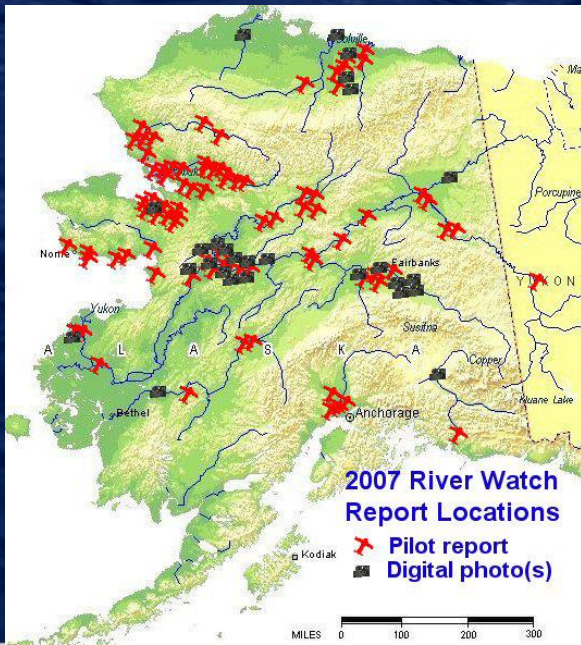 Colville
Ma
Porcupine
Nome
Fairbanks
YUKON
Yukon
Susitna
A L A S K A
Copper
Kluane Lake
Bethel
Anchorage
2007 River Watch
Report Locations
Pilot report
Digital photo(s)
Kodiak
MILES 0 100 200 300